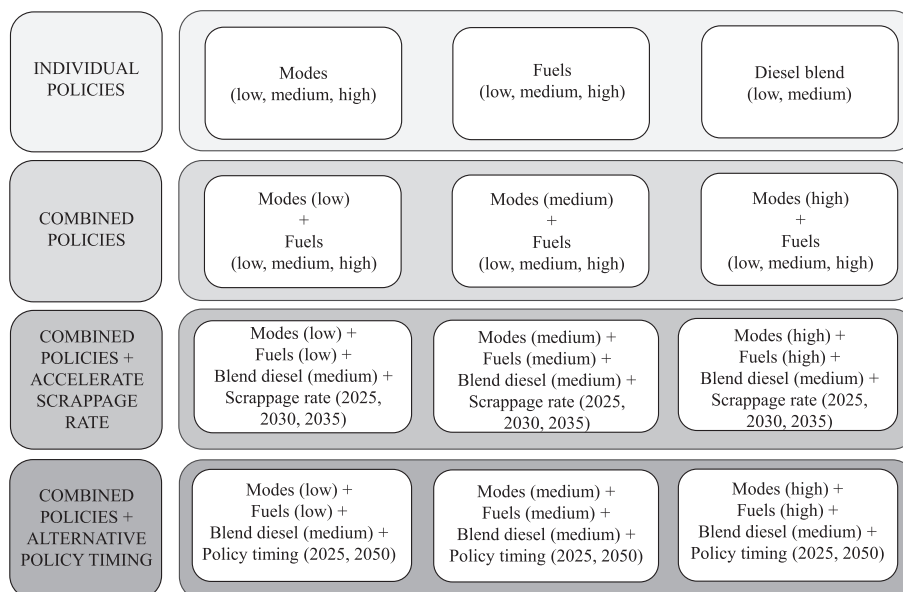 INDIVIDUAL
POLICIES
Modes
(low, medium, high)
Fuels
(low, medium, high)
Diesel blend
(low, medium)
COMBINED
POLICIES
Modes (low)
+
Fuels
(low, medium, high)
Modes (medium)
+
Fuels
(low, medium, high)
Modes (high)
+
Fuels
(low, medium, high)
COMBINED
POLICIES +
ACCELERATE
SCRAPPAGE
RATE
Modes (low) +
Fuels (low) +
Blend diesel (medium) +
Scrappage rate (2025,
2030, 2035)
Modes (medium) +
Fuels (medium) +
Blend diesel (medium) +
Scrappage rate (2025,
2030, 2035)
Modes (high) +
Fuels (high) +
Blend diesel (medium) +
Scrappage rate (2025,
2030, 2035)
COMBINED
POLICIES +
ALTERNATIVE
POLICY TIMING
Modes (low) +
Fuels (low) +
Blend diesel (medium) +
Policy timing (2025, 2050)
Modes (medium) +
Fuels (medium) +
Blend diesel (medium) +
Policy timing (2025, 2050)
Modes (high) +
Fuels (high) +
Blend diesel (medium) +
Policy timing (2025, 2050)